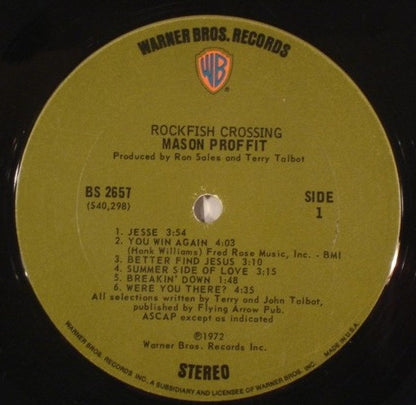 WARNER BROS. RECORDS
WB
®
ROCKFISH CROSSING
MASON PROFFIT
Produced by Ron Sales and Terry Talbot
BS 2657
(S40,298)
SIDE
1
1. JESSE 3:54
2. YOU WIN AGAIN 4:03
(Hank Williams) Fred Rose Music, Inc. - BMI
3. BETTER FIND JESUS 3:10
4. SUMMER SIDE OF LOVE 3:15
5. BREAKIN' DOWN 1:48
6. WERE YOU THERE? 4:35
All selections written by Terry and John Talbot,
published by Flying Arrow Pub.
ASCAP except as indicated
℗1972
Warner Bros. Records Inc.
STEREO
WARNER BROS. RECORDS INC., A SUBSIDIARY AND LICENSEE OF WARNER BROS. INC. MADE IN U.S.A.